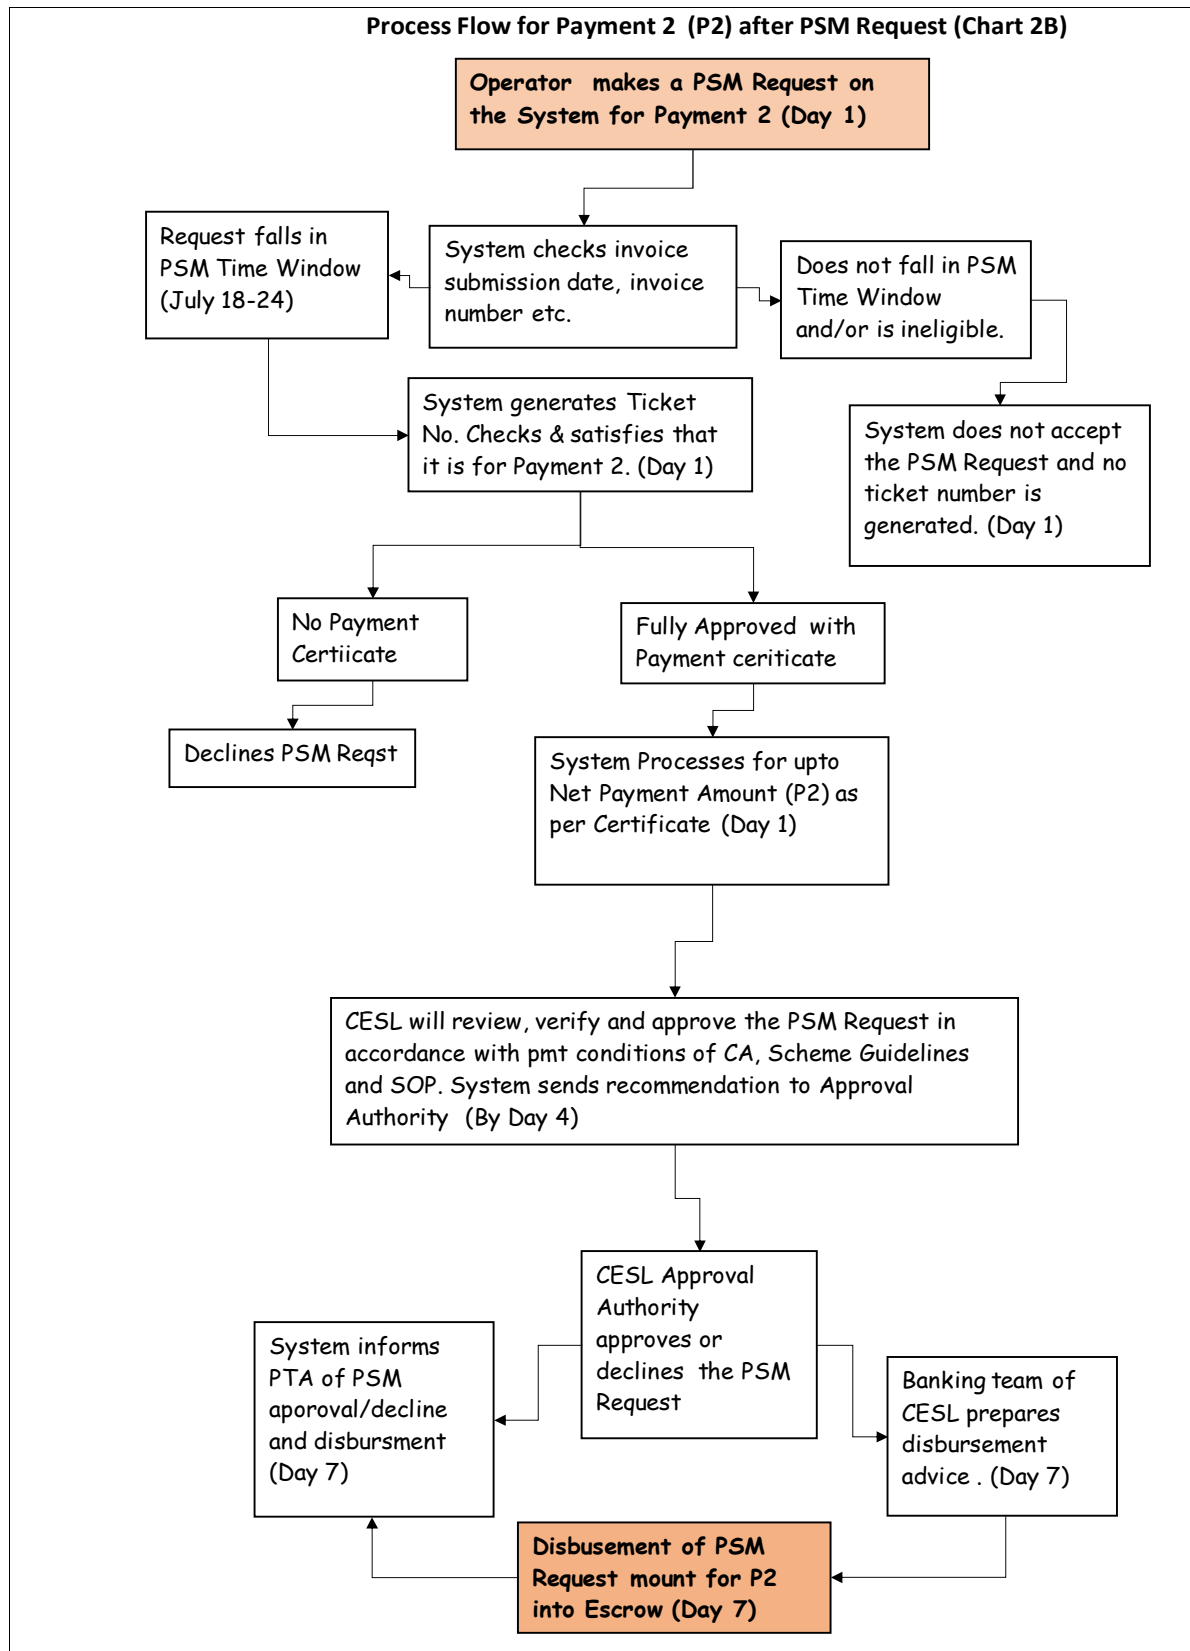 Process Flow for Payment 2 (P2) after PSM Request (Chart 2B)
Operator makes a PSM Request on
the System for Payment 2 (Day 1)
Request falls in
PSM Time Window
(July 18-24)
System checks invoice
submission date, invoice
number etc.
Does not fall in PSM
Time Window
and/or is ineligible.
System generates Ticket
No. Checks & satisfies that
it is for Payment 2. (Day 1)
System does not accept
the PSM Request and no
ticket number is
generated. (Day 1)
No Payment
Certiicate
Fully Approved with
Payment ceriticate
Declines PSM Reqst
System Processes for upto
Net Payment Amount (P2) as
per Certificate (Day 1)
CESL will review, verify and approve the PSM Request in
accordance with pmt conditions of CA, Scheme Guidelines
and SOP. System sends recommendation to Approval
Authority (By Day 4)
CESL Approval
Authority
approves or
declines the PSM
Request
System informs
PTA of PSM
aporoval/decline
and disbursment
(Day 7)
Banking team of
CESL prepares
disbursement
advice . (Day 7)
Disbusement of PSM
Request mount for P2
into Escrow (Day 7)